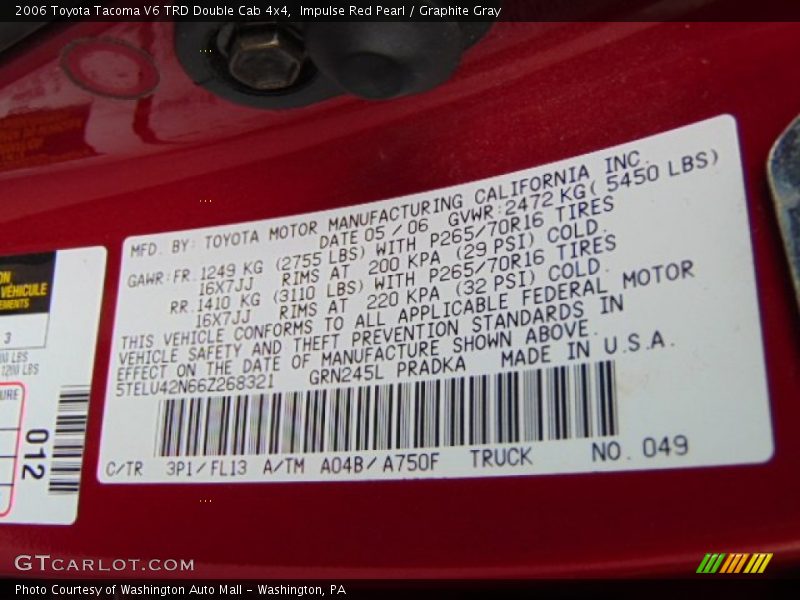 2006 Toyota Tacoma V6 TRD Double Cab 4x4, Impulse Red Pearl / Graphite Gray
MFD. BY: TOYOTA MOTOR MANUFACTURING CALIFORNIA INC.
DATE 05/06 GVWR:2472 KG( 5450 LBS)
GAWR:FR.1249 KG (2755 LBS) WITH P265/70R16 TIRES
16X7JJ RIMS AT 200 KPA (29 PSI) COLD.
RR.1410 KG (3110 LBS) WITH P265/70R16 TIRES
16X7JJ RIMS AT 220 KPA (32 PSI) COLD.
THIS VEHICLE CONFORMS TO ALL APPLICABLE FEDERAL MOTOR
VEHICLE SAFETY AND THEFT PREVENTION STANDARDS IN
EFFECT ON THE DATE OF MANUFACTURE SHOWN ABOVE.
5TELU42N66Z268321 GRN245L PRADKA MADE IN U.S.A.
C/TR 3P1/FL13 A/TM A04B/A750F TRUCK NO. 049
VÉHICULE
3
1200 LBS
012
GTCARLOT.COM
Photo Courtesy of Washington Auto Mall - Washington, PA